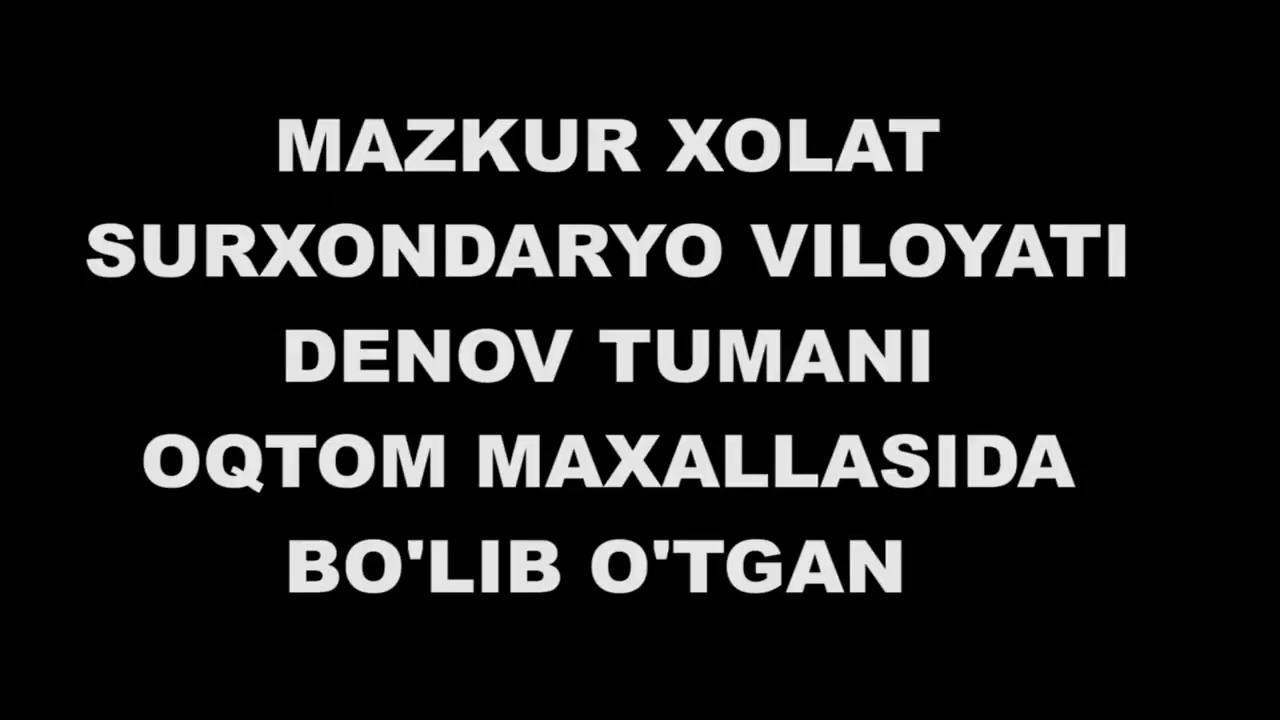 MAZKUR XOLAT
SURXONDARYO VILOYATI
DENOV TUMANI
OQTOM MAXALLASIDA
BO'LIB O'TGAN